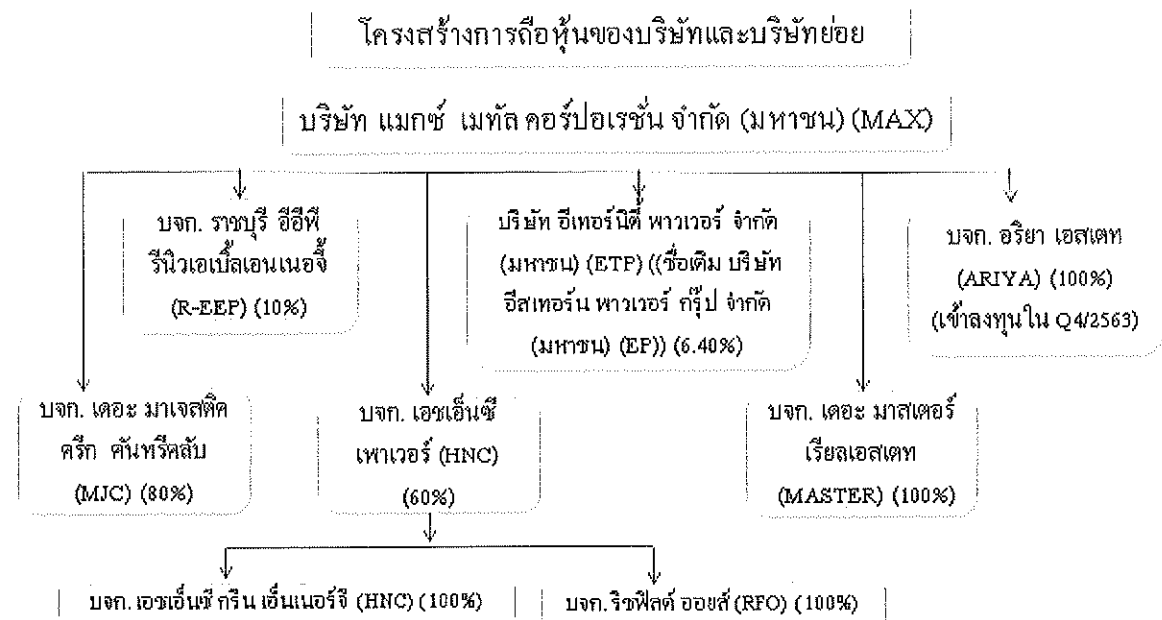 โครงสร้างการถือหุ้นของบริษัทและบริษัทย่อย
บริษัท แมกซ์ เมทัล คอร์ปอเรชั่น จำกัด (มหาชน) (MAX)
บจก. ราชบุรี อีอีพี
รีนิวเอเบิ้ลเอนเนอจี้
(R-EEP) (10%)
บริษัท อีเทอร์นิตี้ พาวเวอร์ จำกัด
(มหาชน) (ETP) ((ชื่อเดิม บริษัท
อีสเทอร์น พาวเวอร์ กรุ๊ป จำกัด
(มหาชน) (EP)) (6.40%)
บจก. อริยา เอสเตท
(ARIYA) (100%)
(เข้าลงทุนใน Q4/2563)
บจก. เดอะ มาเจสติค
ครีก คันทรีคลับ
(MJC) (80%)
บจก. เอชเอ็นซี
เพาเวอร์ (HNC)
(60%)
บจก. เดอะ มาสเตอร์
เรียลเอสเตท
(MASTER) (100%)
บจก. เอชเอ็นซี กรีน เอ็นเนอร์จี (HNC) (100%)
บจก. ริชฟิลด์ ออยล์ (RFO) (100%)